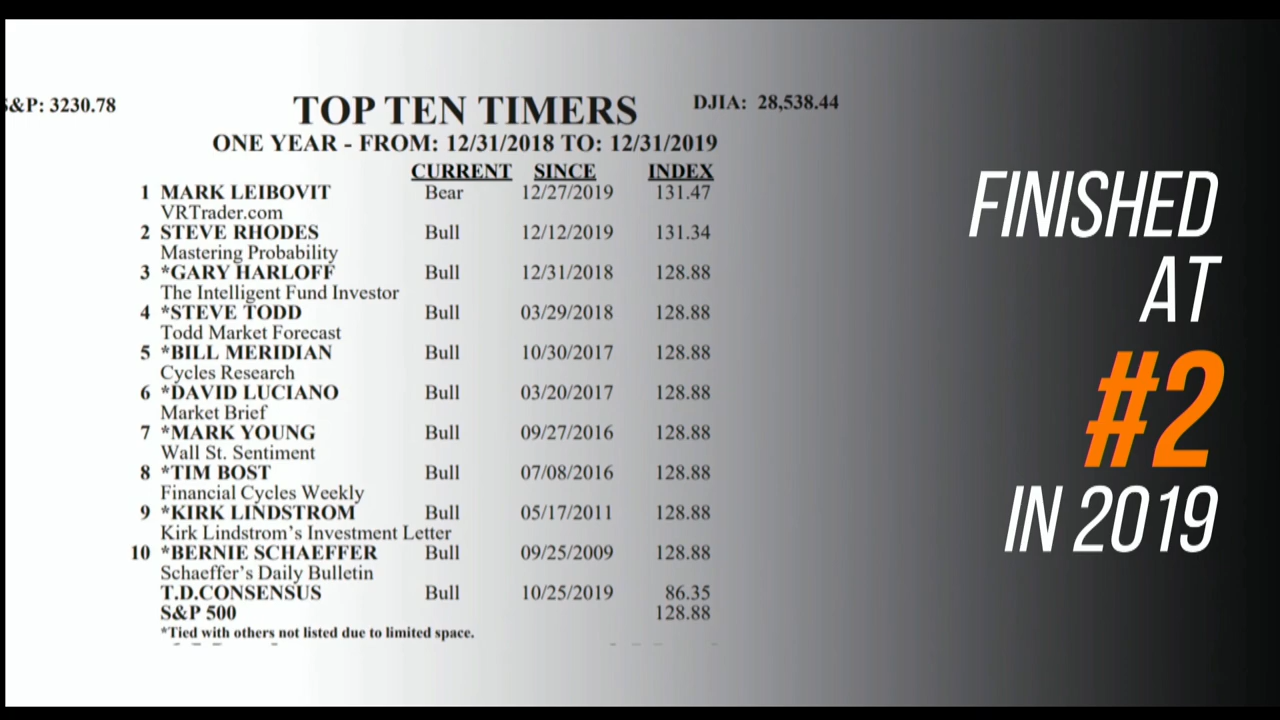 S&P: 3230.78 TOP TEN TIMERS DJIA: 28,538.44
ONE YEAR - FROM: 12/31/2018 TO: 12/31/2019
CURRENT SINCE INDEX
1 MARK LEIBOVIT Bear 12/27/2019 131.47
VRTrader.com
2 STEVE RHODES Bull 12/12/2019 131.34
Mastering Probability
3 *GARY HARLOFF Bull 12/31/2018 128.88
The Intelligent Fund Investor
4 *STEVE TODD Bull 03/29/2018 128.88
Todd Market Forecast
5 *BILL MERIDIAN Bull 10/30/2017 128.88
Cycles Research
6 *DAVID LUCIANO Bull 03/20/2017 128.88
Market Brief
7 *MARK YOUNG Bull 09/27/2016 128.88
Wall St. Sentiment
8 *TIM BOST Bull 07/08/2016 128.88
Financial Cycles Weekly
9 *KIRK LINDSTROM Bull 05/17/2011 128.88
Kirk Lindstrom's Investment Letter
10 *BERNIE SCHAEFFER Bull 09/25/2009 128.88
Schaeffer's Daily Bulletin
T.D.CONSENSUS Bull 10/25/2019 86.35
S&P 500 128.88
*Tied with others not listed due to limited space.
FINISHED
AT
#2
IN 2019